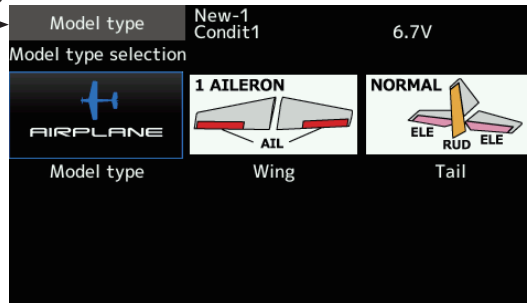 Model type
New-1
Condit1
6.7V
Model type selection
AIRPLANE
1 AILERON
AIL
NORMAL
ELE
RUD
ELE
Model type
Wing
Tail